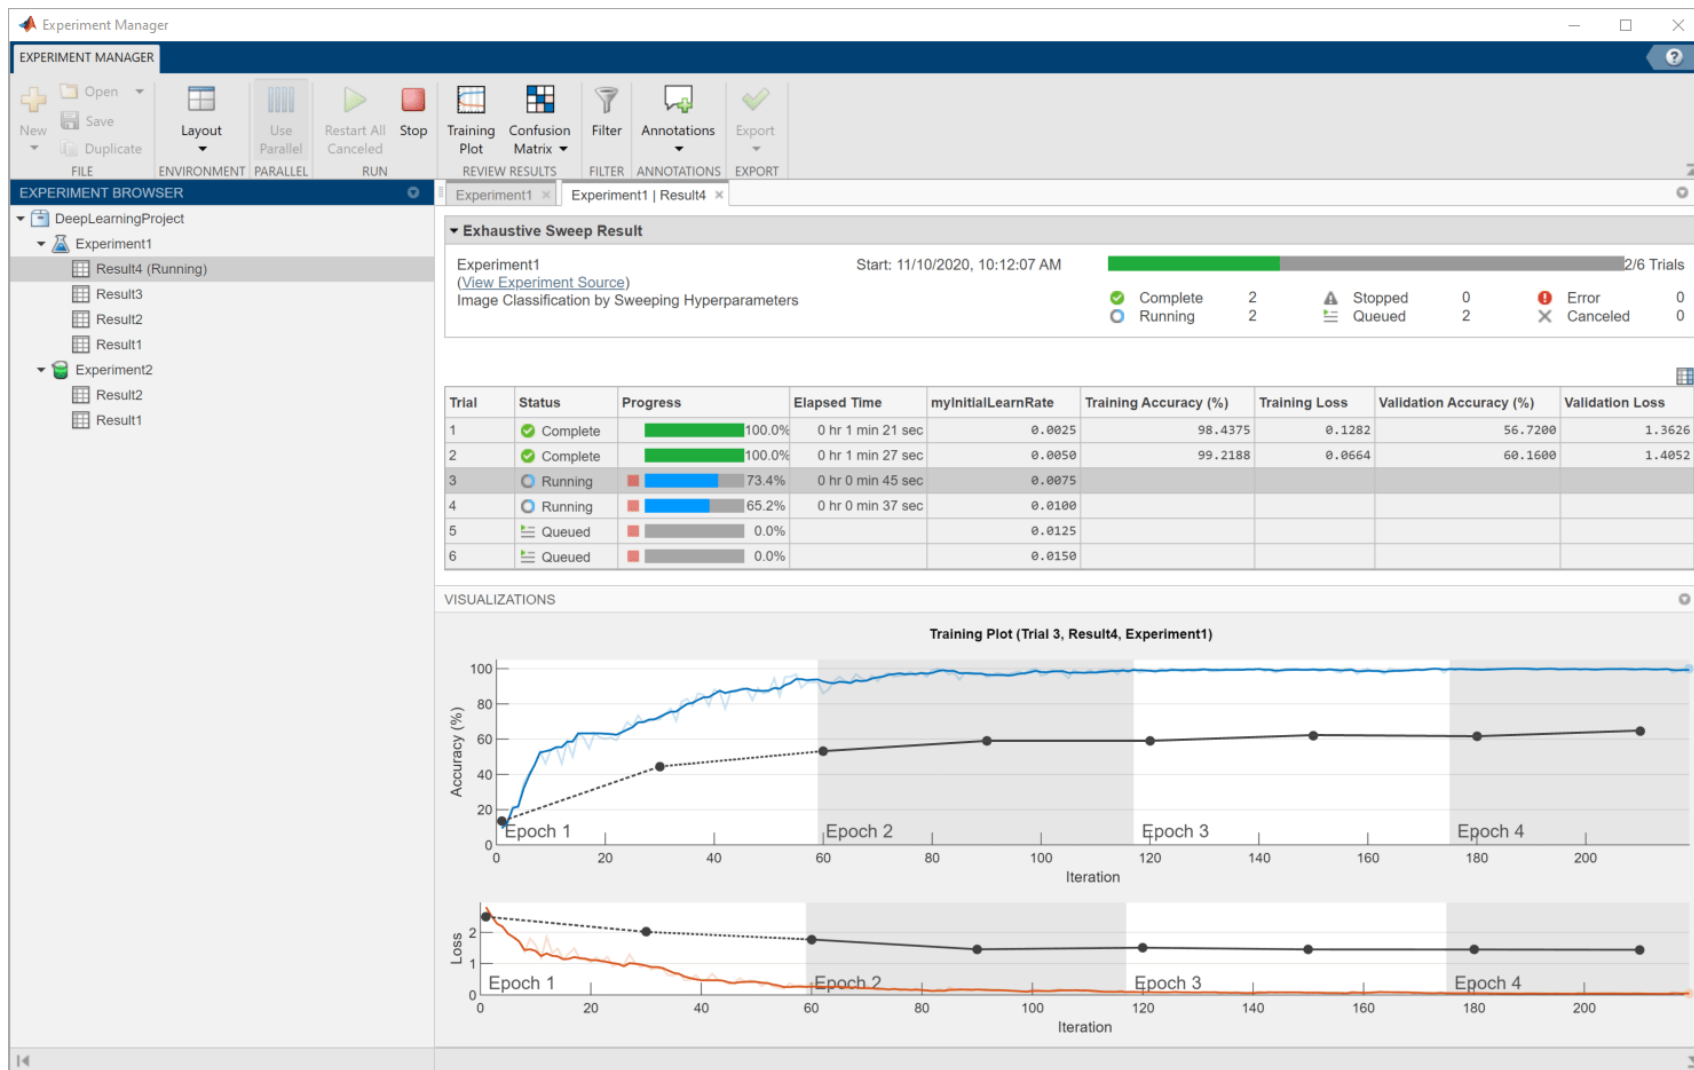 Experiment Manager
EXPERIMENT MANAGER
?
New
Open
Save
Duplicate
FILE
Layout
ENVIRONMENT
Use Parallel
PARALLEL
Restart All Canceled
Stop
RUN
Training Plot
Confusion Matrix
REVIEW RESULTS
Filter
FILTER
Annotations
ANNOTATIONS
Export
EXPORT
EXPERIMENT BROWSER
DeepLearningProject
Experiment1
Result4 (Running)
Result3
Result2
Result1
Experiment2
Result2
Result1
Experiment1
Experiment1 | Result4
Exhaustive Sweep Result
Experiment1
(View Experiment Source)
Image Classification by Sweeping Hyperparameters
Start: 11/10/2020, 10:12:07 AM
2/6 Trials
Complete 2 Stopped 0 Error 0
Running 2 Queued 2 Canceled 0
Trial Status Progress Elapsed Time myInitialLearnRate Training Accuracy (%) Training Loss Validation Accuracy (%) Validation Loss
1 Complete 100.0% 0 hr 1 min 21 sec 0.0025 98.4375 0.1282 56.7200 1.3626
2 Complete 100.0% 0 hr 1 min 27 sec 0.0050 99.2188 0.0664 60.1600 1.4052
3 Running 73.4% 0 hr 0 min 45 sec 0.0075
4 Running 65.2% 0 hr 0 min 37 sec 0.0100
5 Queued 0.0% 0.0125
6 Queued 0.0% 0.0150
VISUALIZATIONS
Training Plot (Trial 3, Result4, Experiment1)
Accuracy (%)
100
80
60
40
20
0
Epoch 1 Epoch 2 Epoch 3 Epoch 4
0 20 40 60 80 100 120 140 160 180 200
Iteration
Loss
2
1
0
Epoch 1 Epoch 2 Epoch 3 Epoch 4
0 20 40 60 80 100 120 140 160 180 200
Iteration